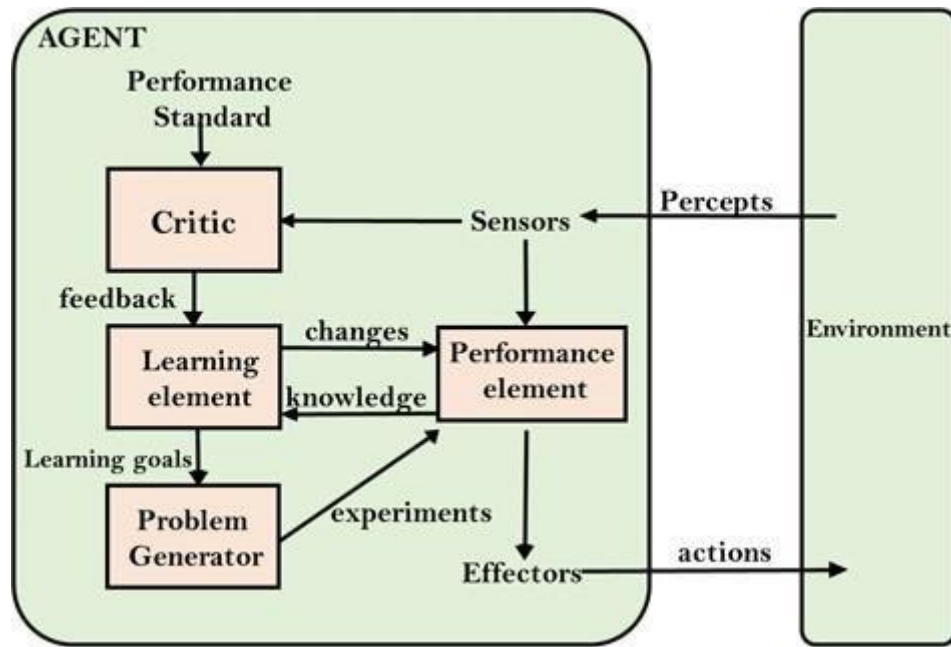 AGENT
Performance
Standard
Critic
Sensors
Percepts
feedback
changes
Learning
element
Performance
element
Environment
knowledge
Learning goals
experiments
Problem
Generator
Effectors
actions